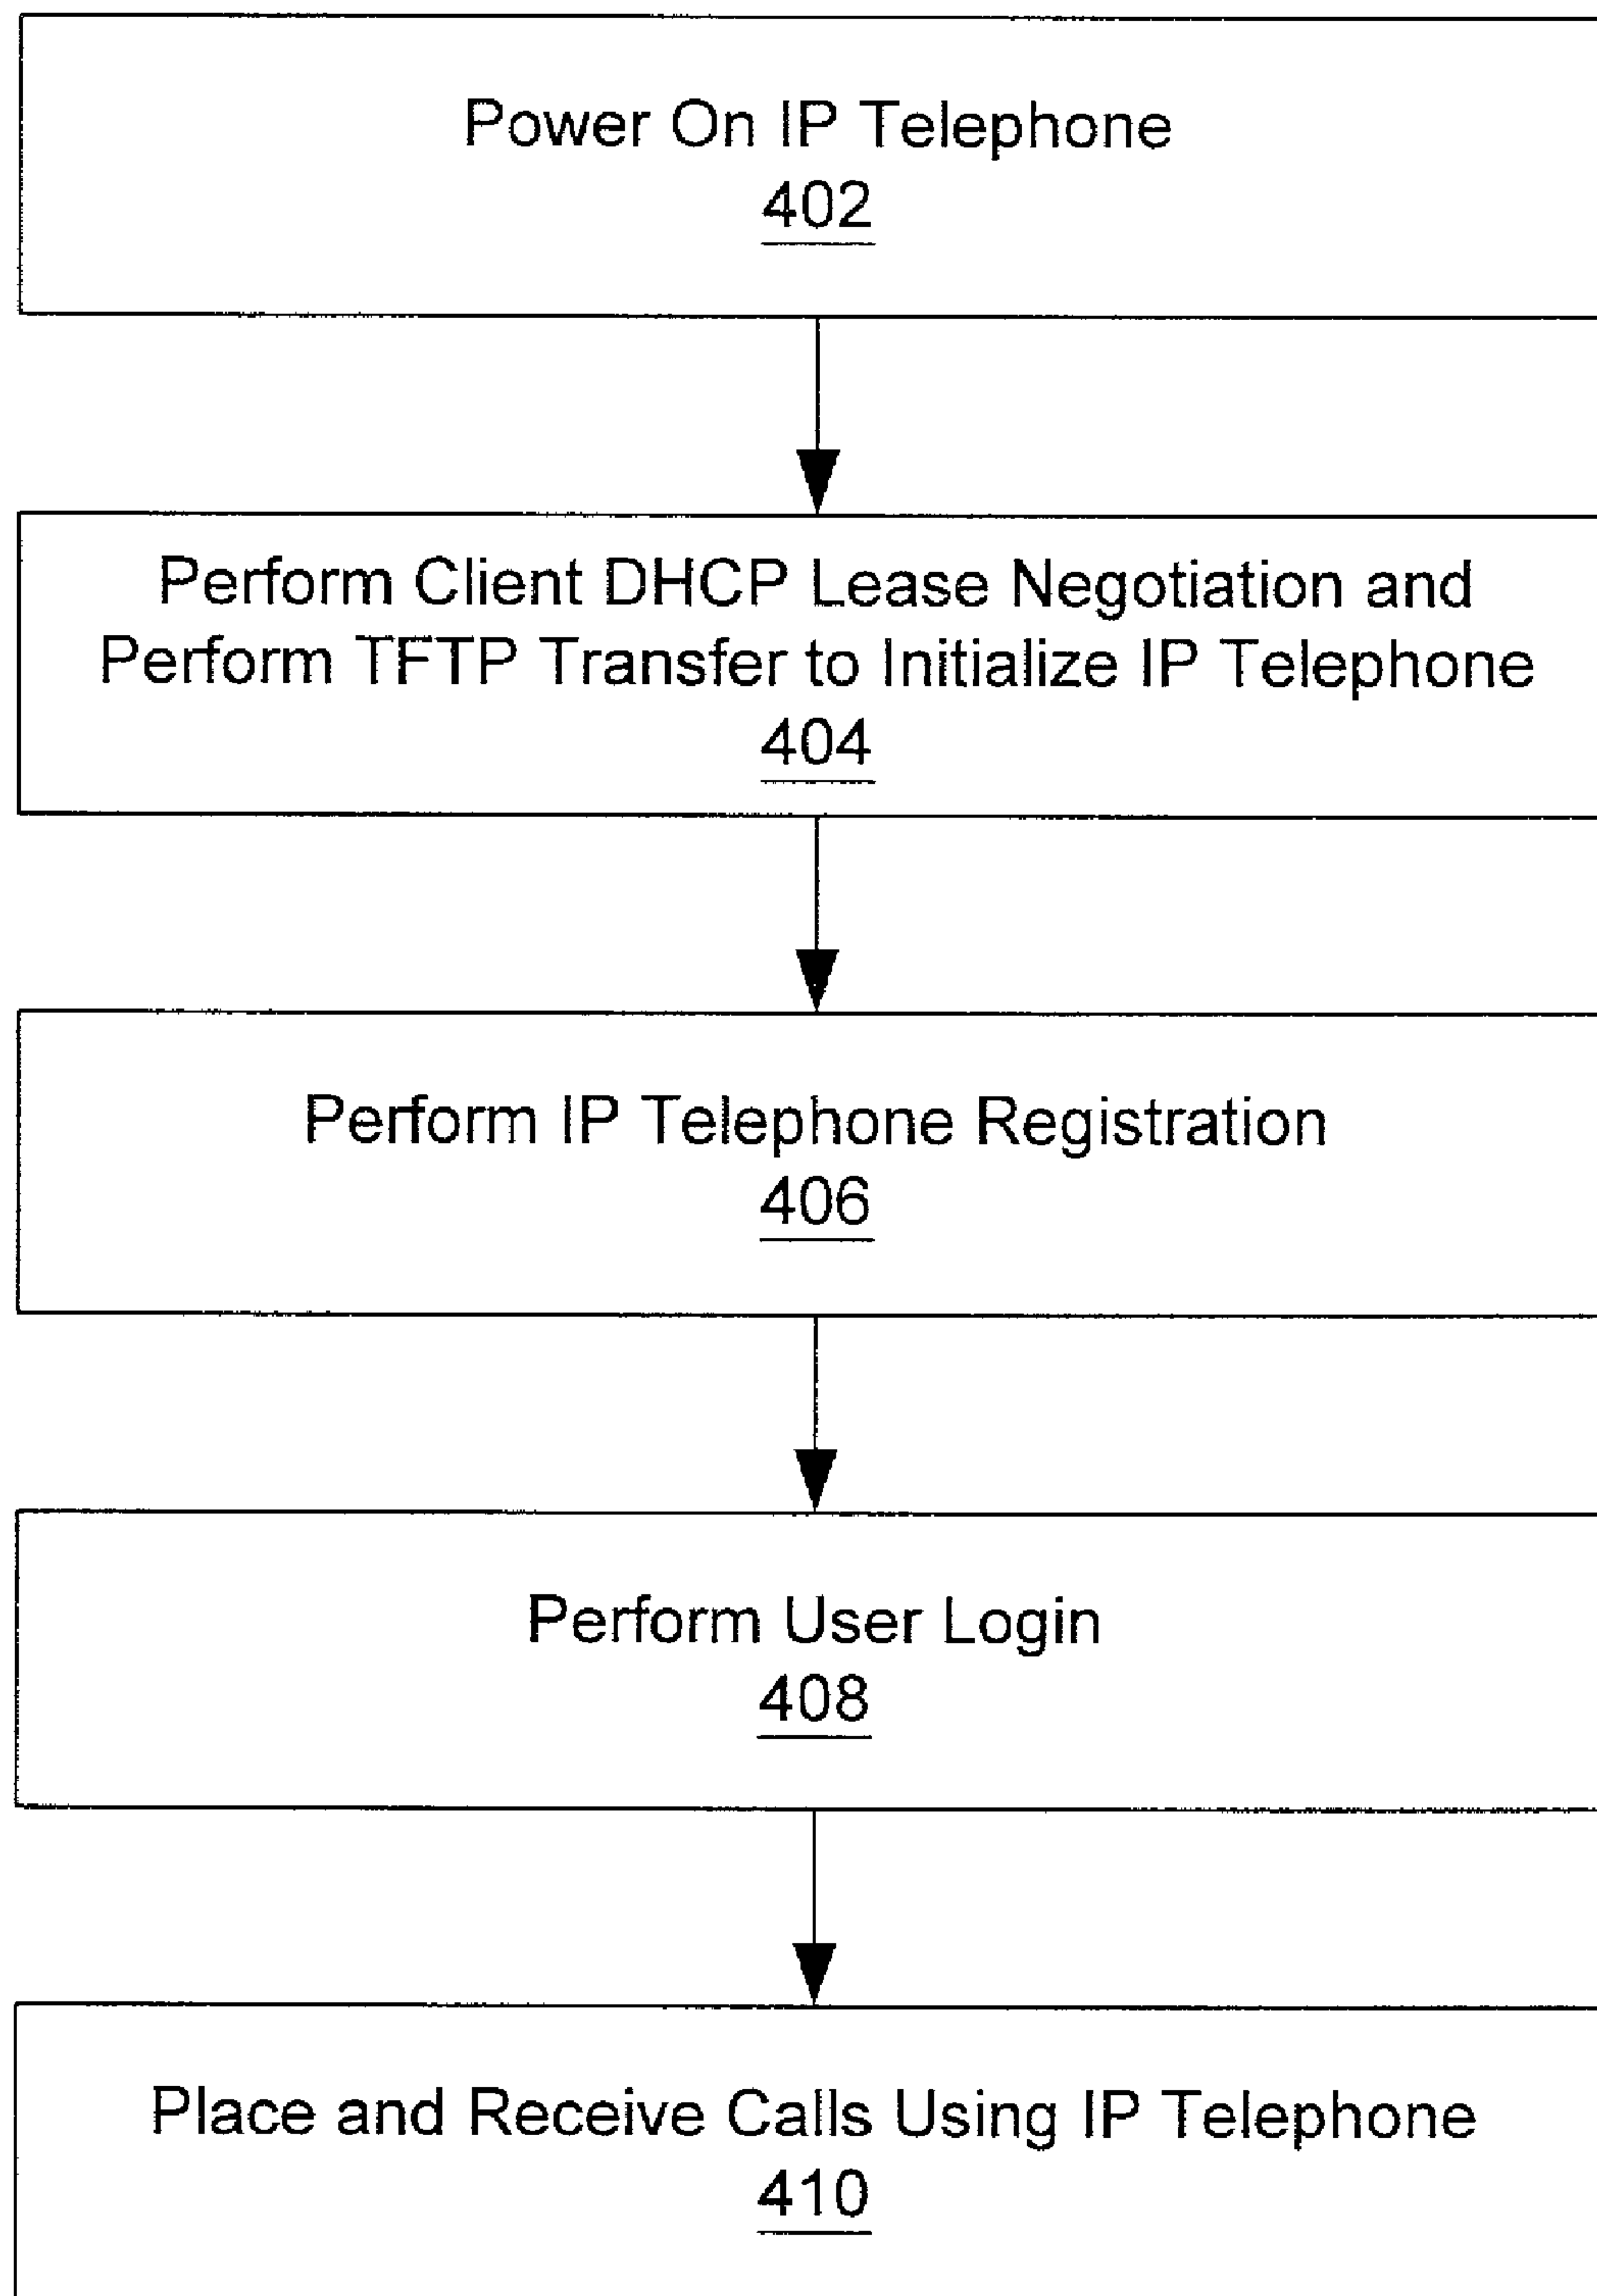 Power On IP Telephone
402
Perform Client DHCP Lease Negotiation and
Perform TFTP Transfer to Initialize IP Telephone
404
Perform IP Telephone Registration
406
Perform User Login
408
Place and Receive Calls Using IP Telephone
410